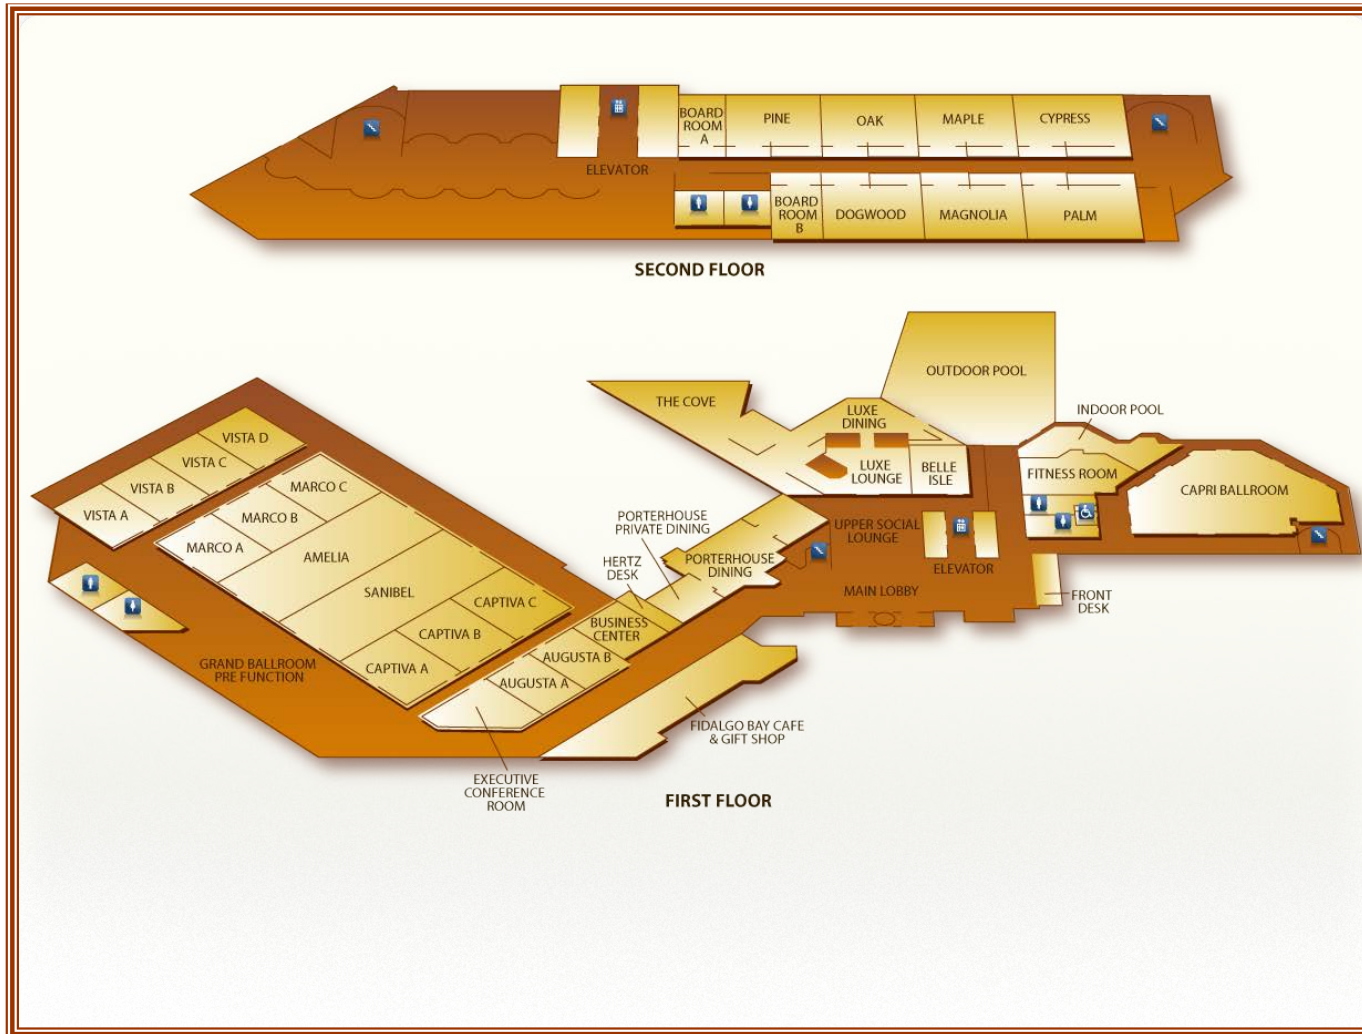 BOARD
ROOM
A
PINE
OAK
MAPLE
CYPRESS
ELEVATOR
BOARD
ROOM
B
DOGWOOD
MAGNOLIA
PALM
SECOND FLOOR
OUTDOOR POOL
THE COVE
LUXE
DINING
INDOOR POOL
LUXE
LOUNGE
BELLE
ISLE
FITNESS ROOM
CAPRI BALLROOM
VISTA D
VISTA C
VISTA B
VISTA A
MARCO C
MARCO B
MARCO A
AMELIA
SANIBEL
CAPTIVA C
CAPTIVA B
CAPTIVA A
PORTERHOUSE
PRIVATE DINING
HERTZ
DESK
PORTERHOUSE
DINING
UPPER SOCIAL
LOUNGE
ELEVATOR
MAIN LOBBY
FRONT
DESK
BUSINESS
CENTER
AUGUSTA B
AUGUSTA A
GRAND BALLROOM
PRE FUNCTION
FIDALGO BAY CAFE
& GIFT SHOP
EXECUTIVE
CONFERENCE
ROOM
FIRST FLOOR